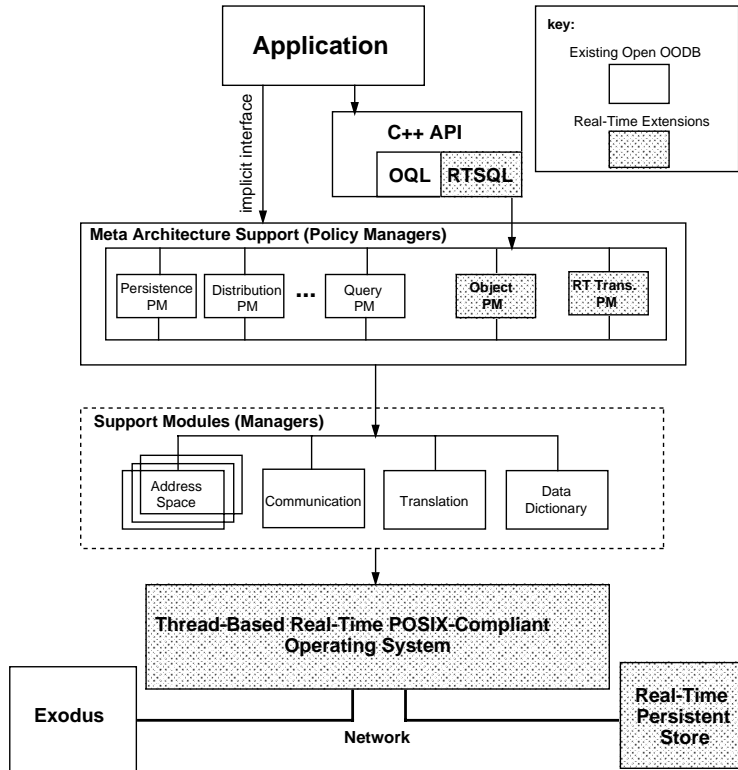 Application
key:
Existing Open OODB
Real-Time Extensions
implicit interface
C++ API
OQL
RTSQL
Meta Architecture Support (Policy Managers)
Persistence
PM
Distribution
PM
...
Query
PM
Object
PM
RT Trans.
PM
Support Modules (Managers)
Address
Space
Communication
Translation
Data
Dictionary
Thread-Based Real-Time POSIX-Compliant
Operating System
Exodus
Network
Real-Time
Persistent
Store